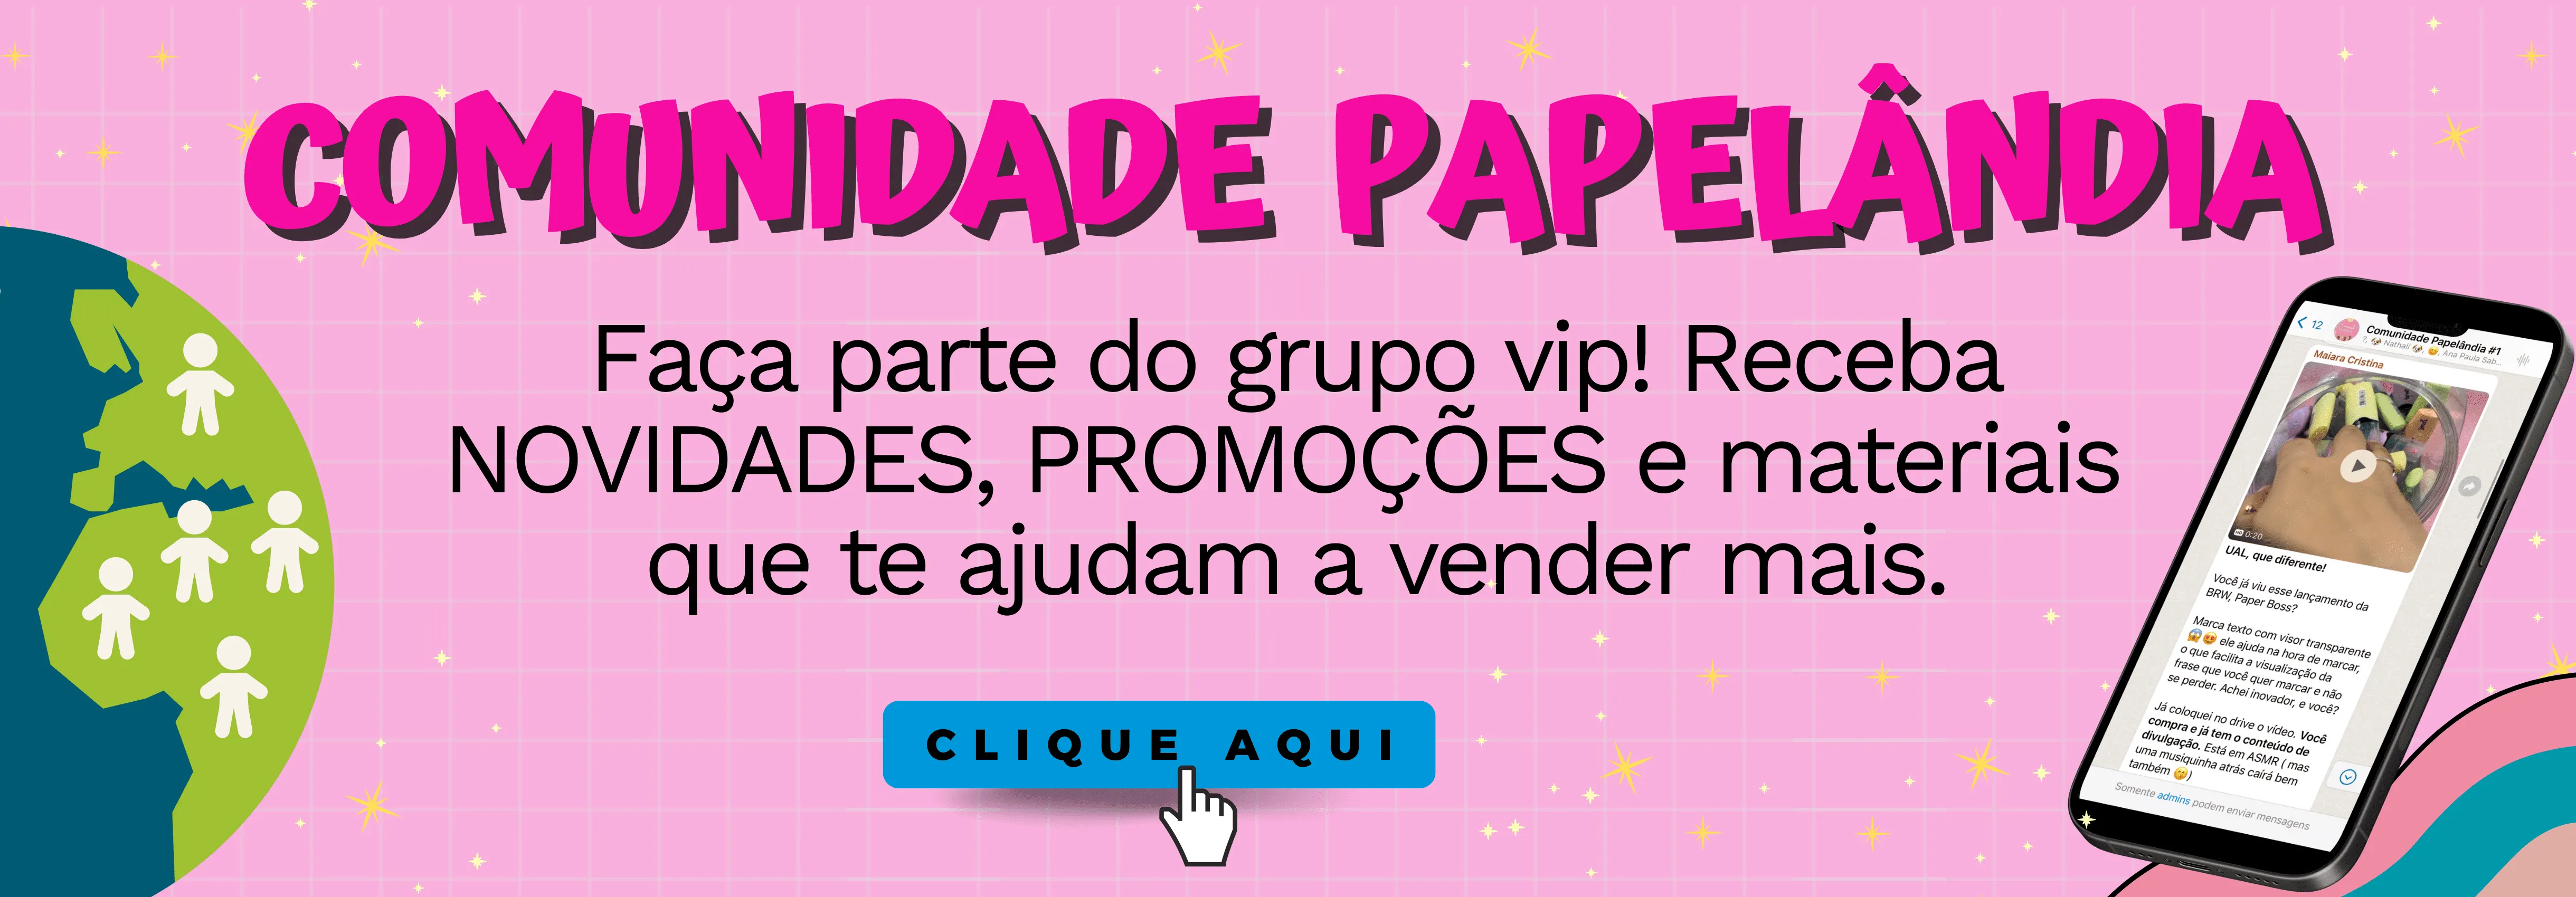 COMUNIDADE PAPELÂNDIA
Faça parte do grupo vip! Receba
NOVIDADES, PROMOÇÕES e materiais
que te ajudam a vender mais.
CLIQUE AQUI
12
Comunidade Papelândia #1
Nathali
Ana Paula Sab...
Maiara Cristina
0:20
UAL, que diferente!
Você já viu esse lançamento da
BRW, Paper Boss?
Marca texto com visor transparente
😱😍 ele ajuda na hora de marcar,
o que facilita a visualização da
frase que você quer marcar e não
se perder. Achei inovador, e você?
Já coloquei no drive o vídeo. Você
compra e já tem o conteúdo de
divulgação. Está em ASMR ( mas
uma musiquinha atrás cairá bem
também 🤭)
Somente admins podem enviar mensagens